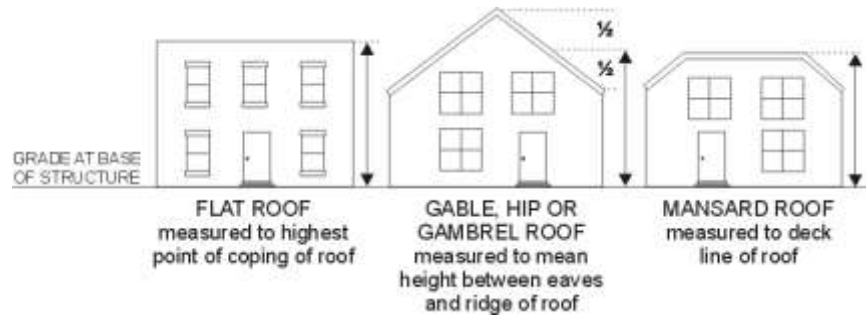 ½
½
GRADE AT BASE
OF STRUCTURE
FLAT ROOF
measured to highest
point of coping of roof
GABLE, HIP OR
GAMBREL ROOF
measured to mean
height between eaves
and ridge of roof
MANSARD ROOF
measured to deck
line of roof